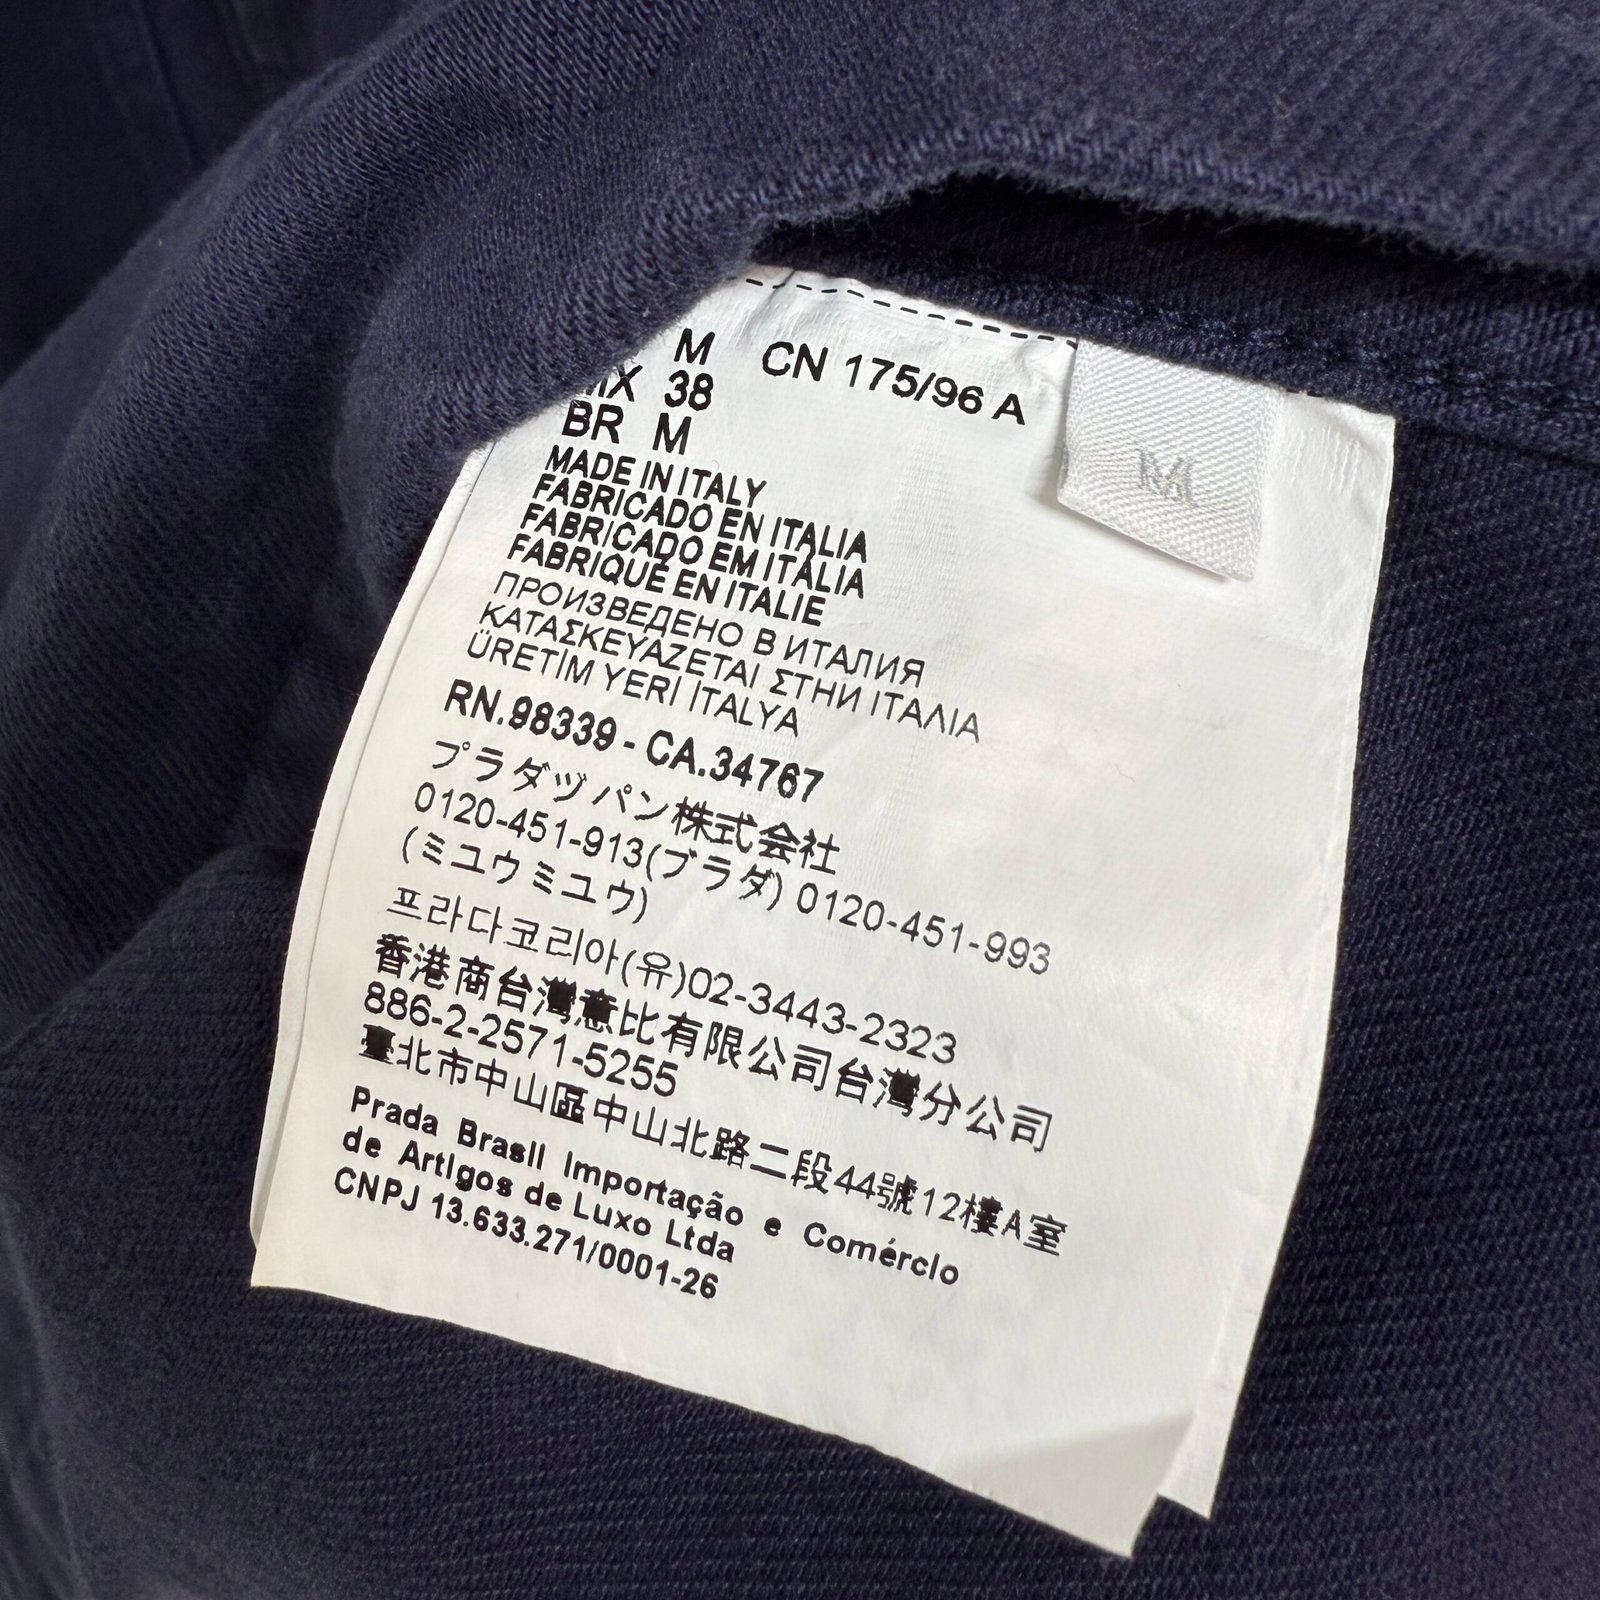 M CN 175/96 A
MX 38
BR M
M
MADE IN ITALY
FABRICADO EN ITALIA
FABRICADO EM ITÁLIA
FABRIQUÉ EN ITALIE
ПРОИЗВЕДЕНО В ИТАЛИЯ
ΚΑΤΑΣΚΕΥΑΖΕΤΑΙ ΣΤΗΝ ΙΤΑΛΙΑ
ÜRETİM YERİ İTALYA
RN.98339 - CA.34767
プラダヅパン株式会社
0120-451-913(プラダ) 0120-451-993
(ミユウミユウ)
프라다코리아(유)02-3443-2323
香港商台灣意比有限公司台灣分公司
886-2-2571-5255
臺北市中山區中山北路二段44號12樓A室
Prada Brasil Importação e Comércio
de Artigos de Luxo Ltda
CNPJ 13.633.271/0001-26